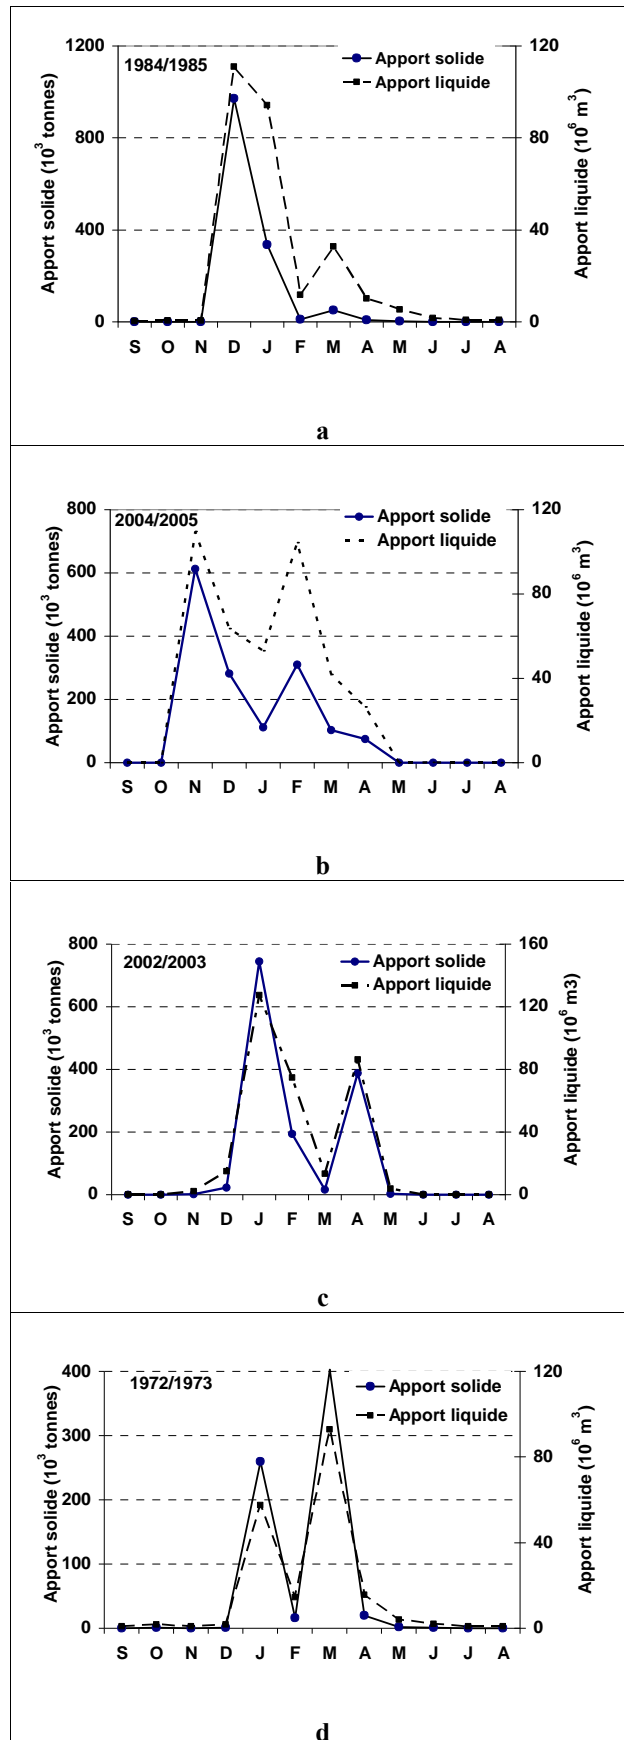 1200
800
400
0
Apport solide (10³ tonnes)
1984/1985
Apport solide
Apport liquide
120
80
40
0
Apport liquide (10⁶ m³)
S O N D J F M A M J J A
a
800
600
400
200
0
Apport solide (10³ tonnes)
2004/2005
Apport solide
Apport liquide
120
80
40
0
Apport liquide (10⁶ m³)
S O N D J F M A M J J A
b
800
600
400
200
0
Apport solide (10³ tonnes)
2002/2003
Apport solide
Apport liquide
160
120
80
40
0
Apport liquide (10⁶ m3)
S O N D J F M A M J J A
c
400
300
200
100
0
Apport solide (10³ tonnes)
1972/1973
Apport solide
Apport liquide
120
80
40
0
Apport liquide (10⁶ m³)
S O N D J F M A M J J A
d